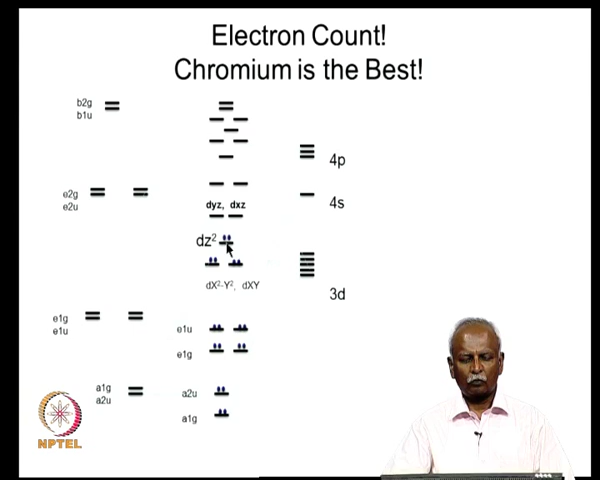 Electron Count!
Chromium is the Best!
b2g
b1u
4p
e2g
e2u
dyz, dxz
4s
dz2
dX2-Y2, dXY
3d
e1g
e1u
e1u
e1g
a1g
a2u
a2u
a1g
NPTEL